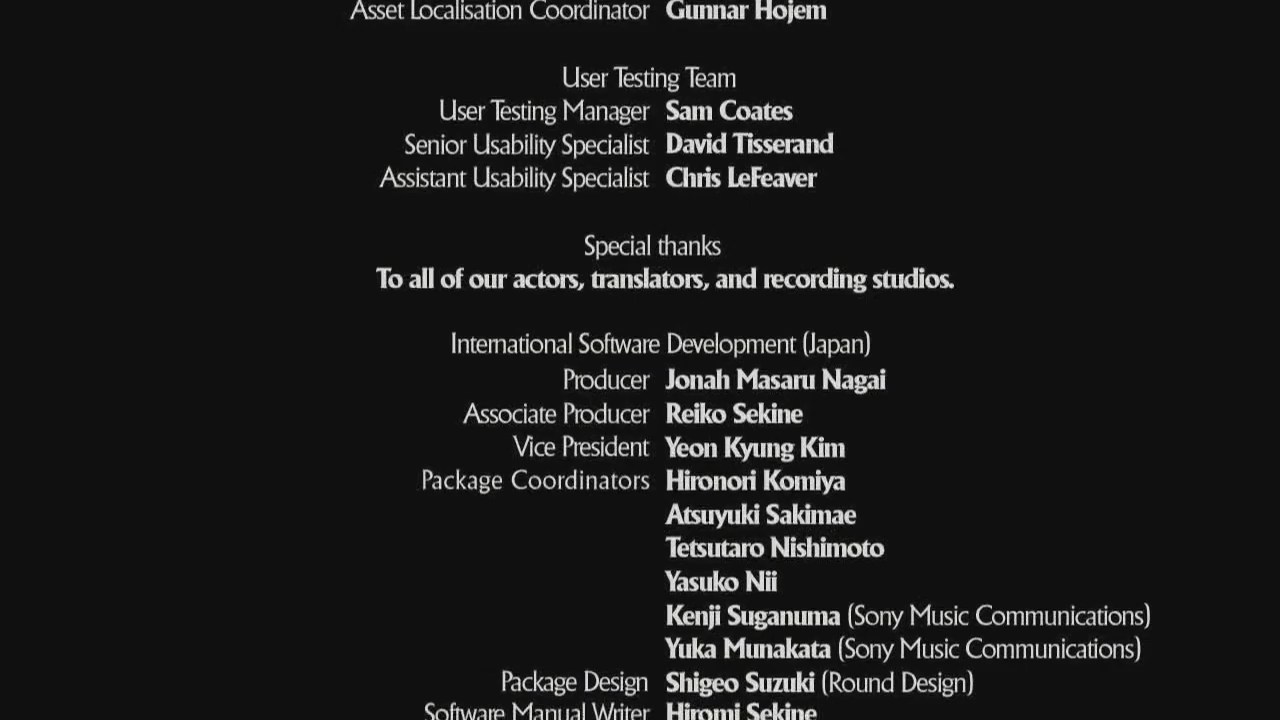 Asset Localisation Coordinator Gunnar Hojem
User Testing Team
User Testing Manager Sam Coates
Senior Usability Specialist David Tisserand
Assistant Usability Specialist Chris LeFeaver
Special thanks
To all of our actors, translators, and recording studios.
International Software Development (Japan)
Producer Jonah Masaru Nagai
Associate Producer Reiko Sekine
Vice President Yeon Kyung Kim
Package Coordinators Hironori Komiya
Atsuyuki Sakimae
Tetsutaro Nishimoto
Yasuko Nii
Kenji Suganuma (Sony Music Communications)
Yuka Munakata (Sony Music Communications)
Package Design Shigeo Suzuki (Round Design)
Software Manual Writer Hiromi Sekine